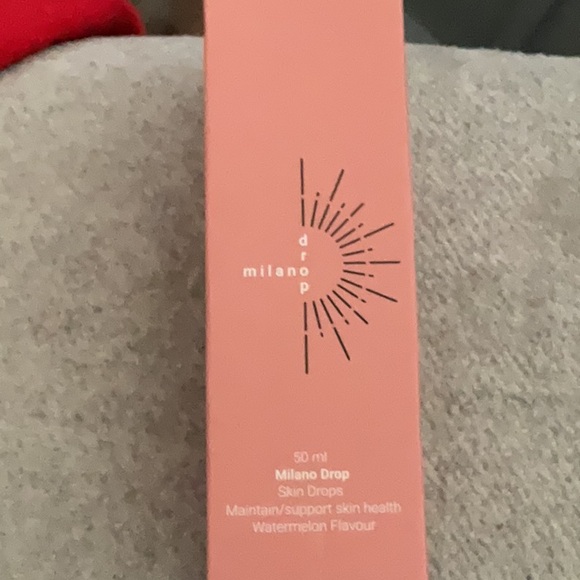 drop
milano
50 ml
Milano Drop
Skin Drops
Maintain/support skin health
Watermelon Flavour